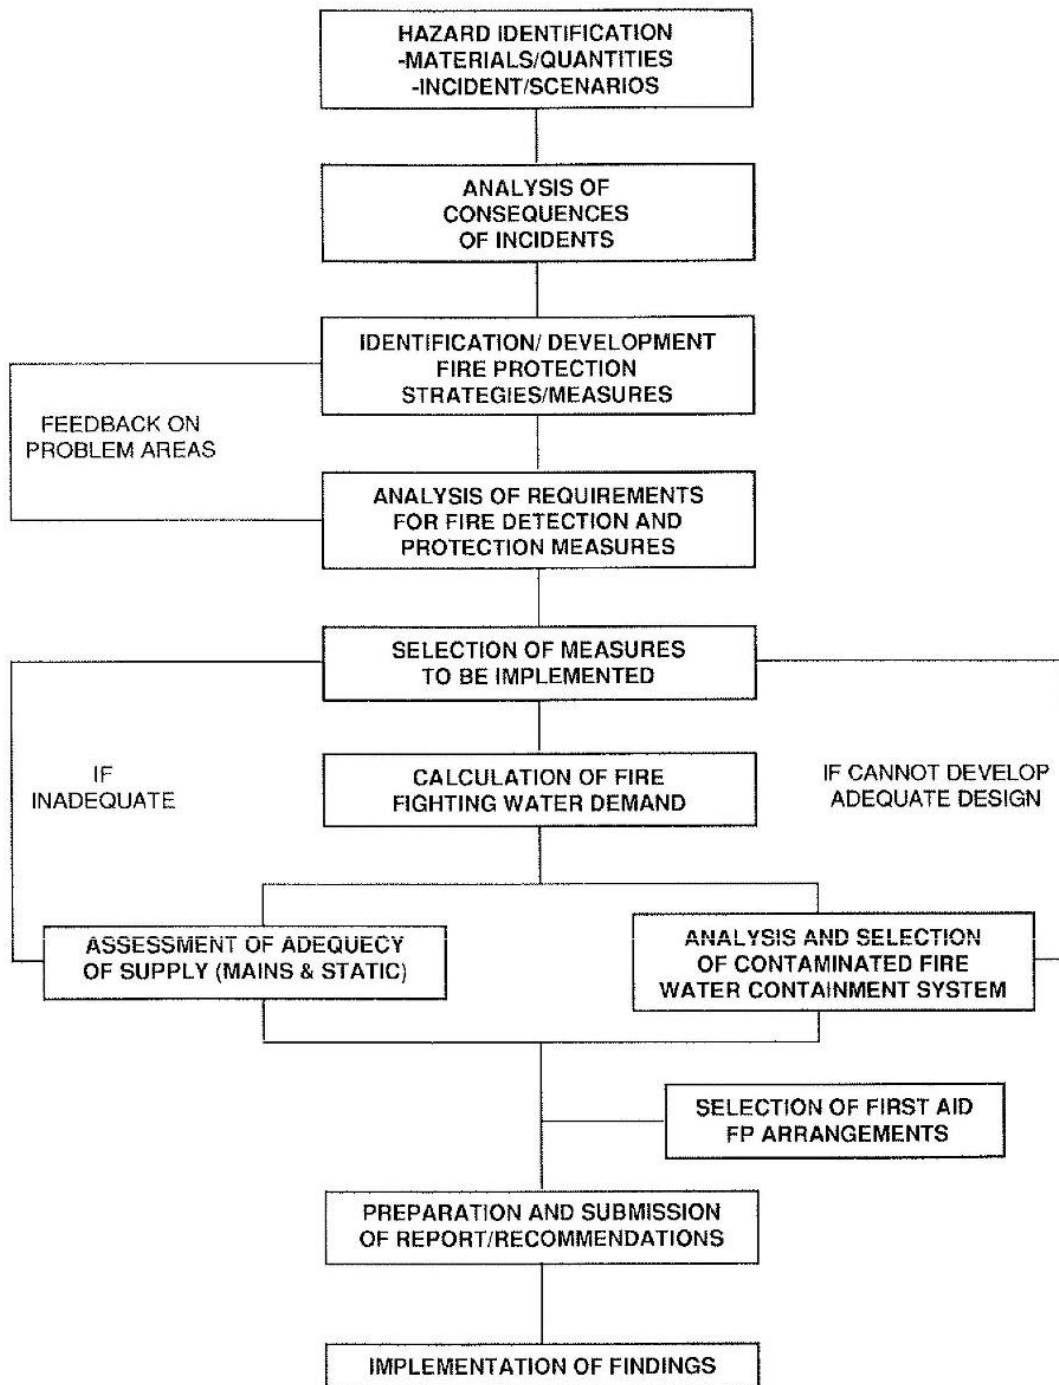 HAZARD IDENTIFICATION
-MATERIALS/QUANTITIES
-INCIDENT/SCENARIOS
ANALYSIS OF
CONSEQUENCES
OF INCIDENTS
IDENTIFICATION/ DEVELOPMENT
FIRE PROTECTION
STRATEGIES/MEASURES
FEEDBACK ON
PROBLEM AREAS
ANALYSIS OF REQUIREMENTS
FOR FIRE DETECTION AND
PROTECTION MEASURES
SELECTION OF MEASURES
TO BE IMPLEMENTED
IF
INADEQUATE
CALCULATION OF FIRE
FIGHTING WATER DEMAND
IF CANNOT DEVELOP
ADEQUATE DESIGN
ASSESSMENT OF ADEQUECY
OF SUPPLY (MAINS & STATIC)
ANALYSIS AND SELECTION
OF CONTAMINATED FIRE
WATER CONTAINMENT SYSTEM
SELECTION OF FIRST AID
FP ARRANGEMENTS
PREPARATION AND SUBMISSION
OF REPORT/RECOMMENDATIONS
IMPLEMENTATION OF FINDINGS